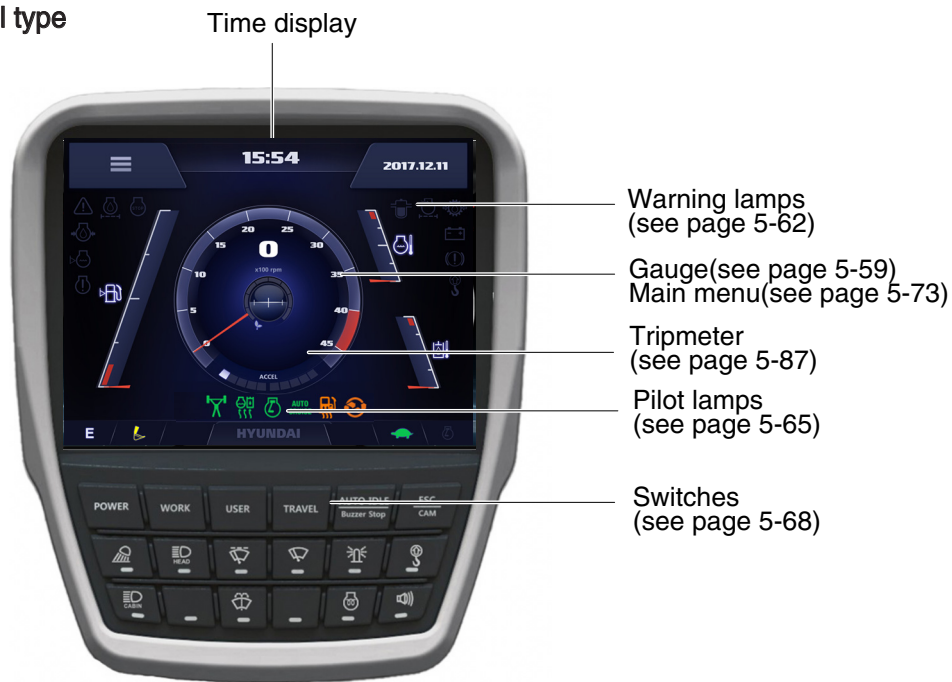 l type
Time display
15:54
2017.12.11
Warning lamps
(see page 5-62)
Gauge(see page 5-59)
Main menu(see page 5-73)
Tripmeter
(see page 5-87)
Pilot lamps
(see page 5-65)
Switches
(see page 5-68)
20 25
15 30
0
x100 rpm
10 35
5 40
0 45
ACCEL
AUTO
E
HYUNDAI
POWER
WORK
USER
TRAVEL
AUTO IDLE
Buzzer Stop
ESC
CAM
HEAD
CABIN